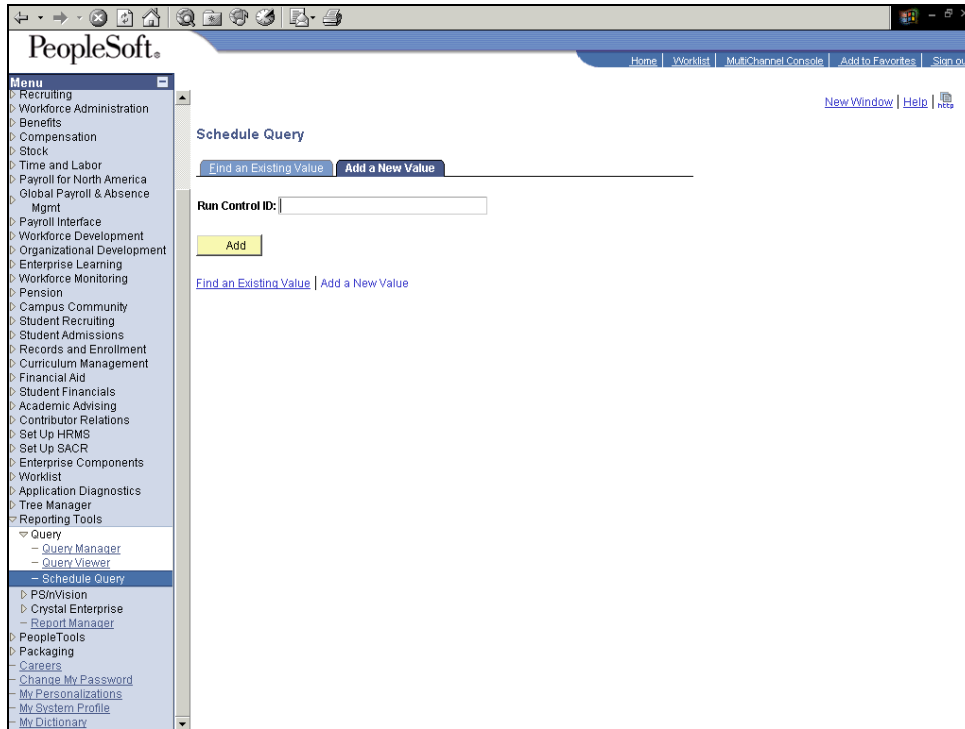 PeopleSoft.
Home | Worklist | MultiChannel Console | Add to Favorites | Sign ou
Menu
Recruiting
Workforce Administration
Benefits
Compensation
Stock
Time and Labor
Payroll for North America
Global Payroll & Absence
Mgmt
Payroll Interface
Workforce Development
Organizational Development
Enterprise Learning
Workforce Monitoring
Pension
Campus Community
Student Recruiting
Student Admissions
Records and Enrollment
Curriculum Management
Financial Aid
Student Financials
Academic Advising
Contributor Relations
Set Up HRMS
Set Up SACR
Enterprise Components
Worklist
Application Diagnostics
Tree Manager
Reporting Tools
Query
Query Manager
Query Viewer
Schedule Query
PS/nVision
Crystal Enterprise
Report Manager
PeopleTools
Packaging
Careers
Change My Password
My Personalizations
My System Profile
My Dictionary
New Window | Help | http
Schedule Query
Find an Existing Value
Add a New Value
Run Control ID:
Add
Find an Existing Value | Add a New Value